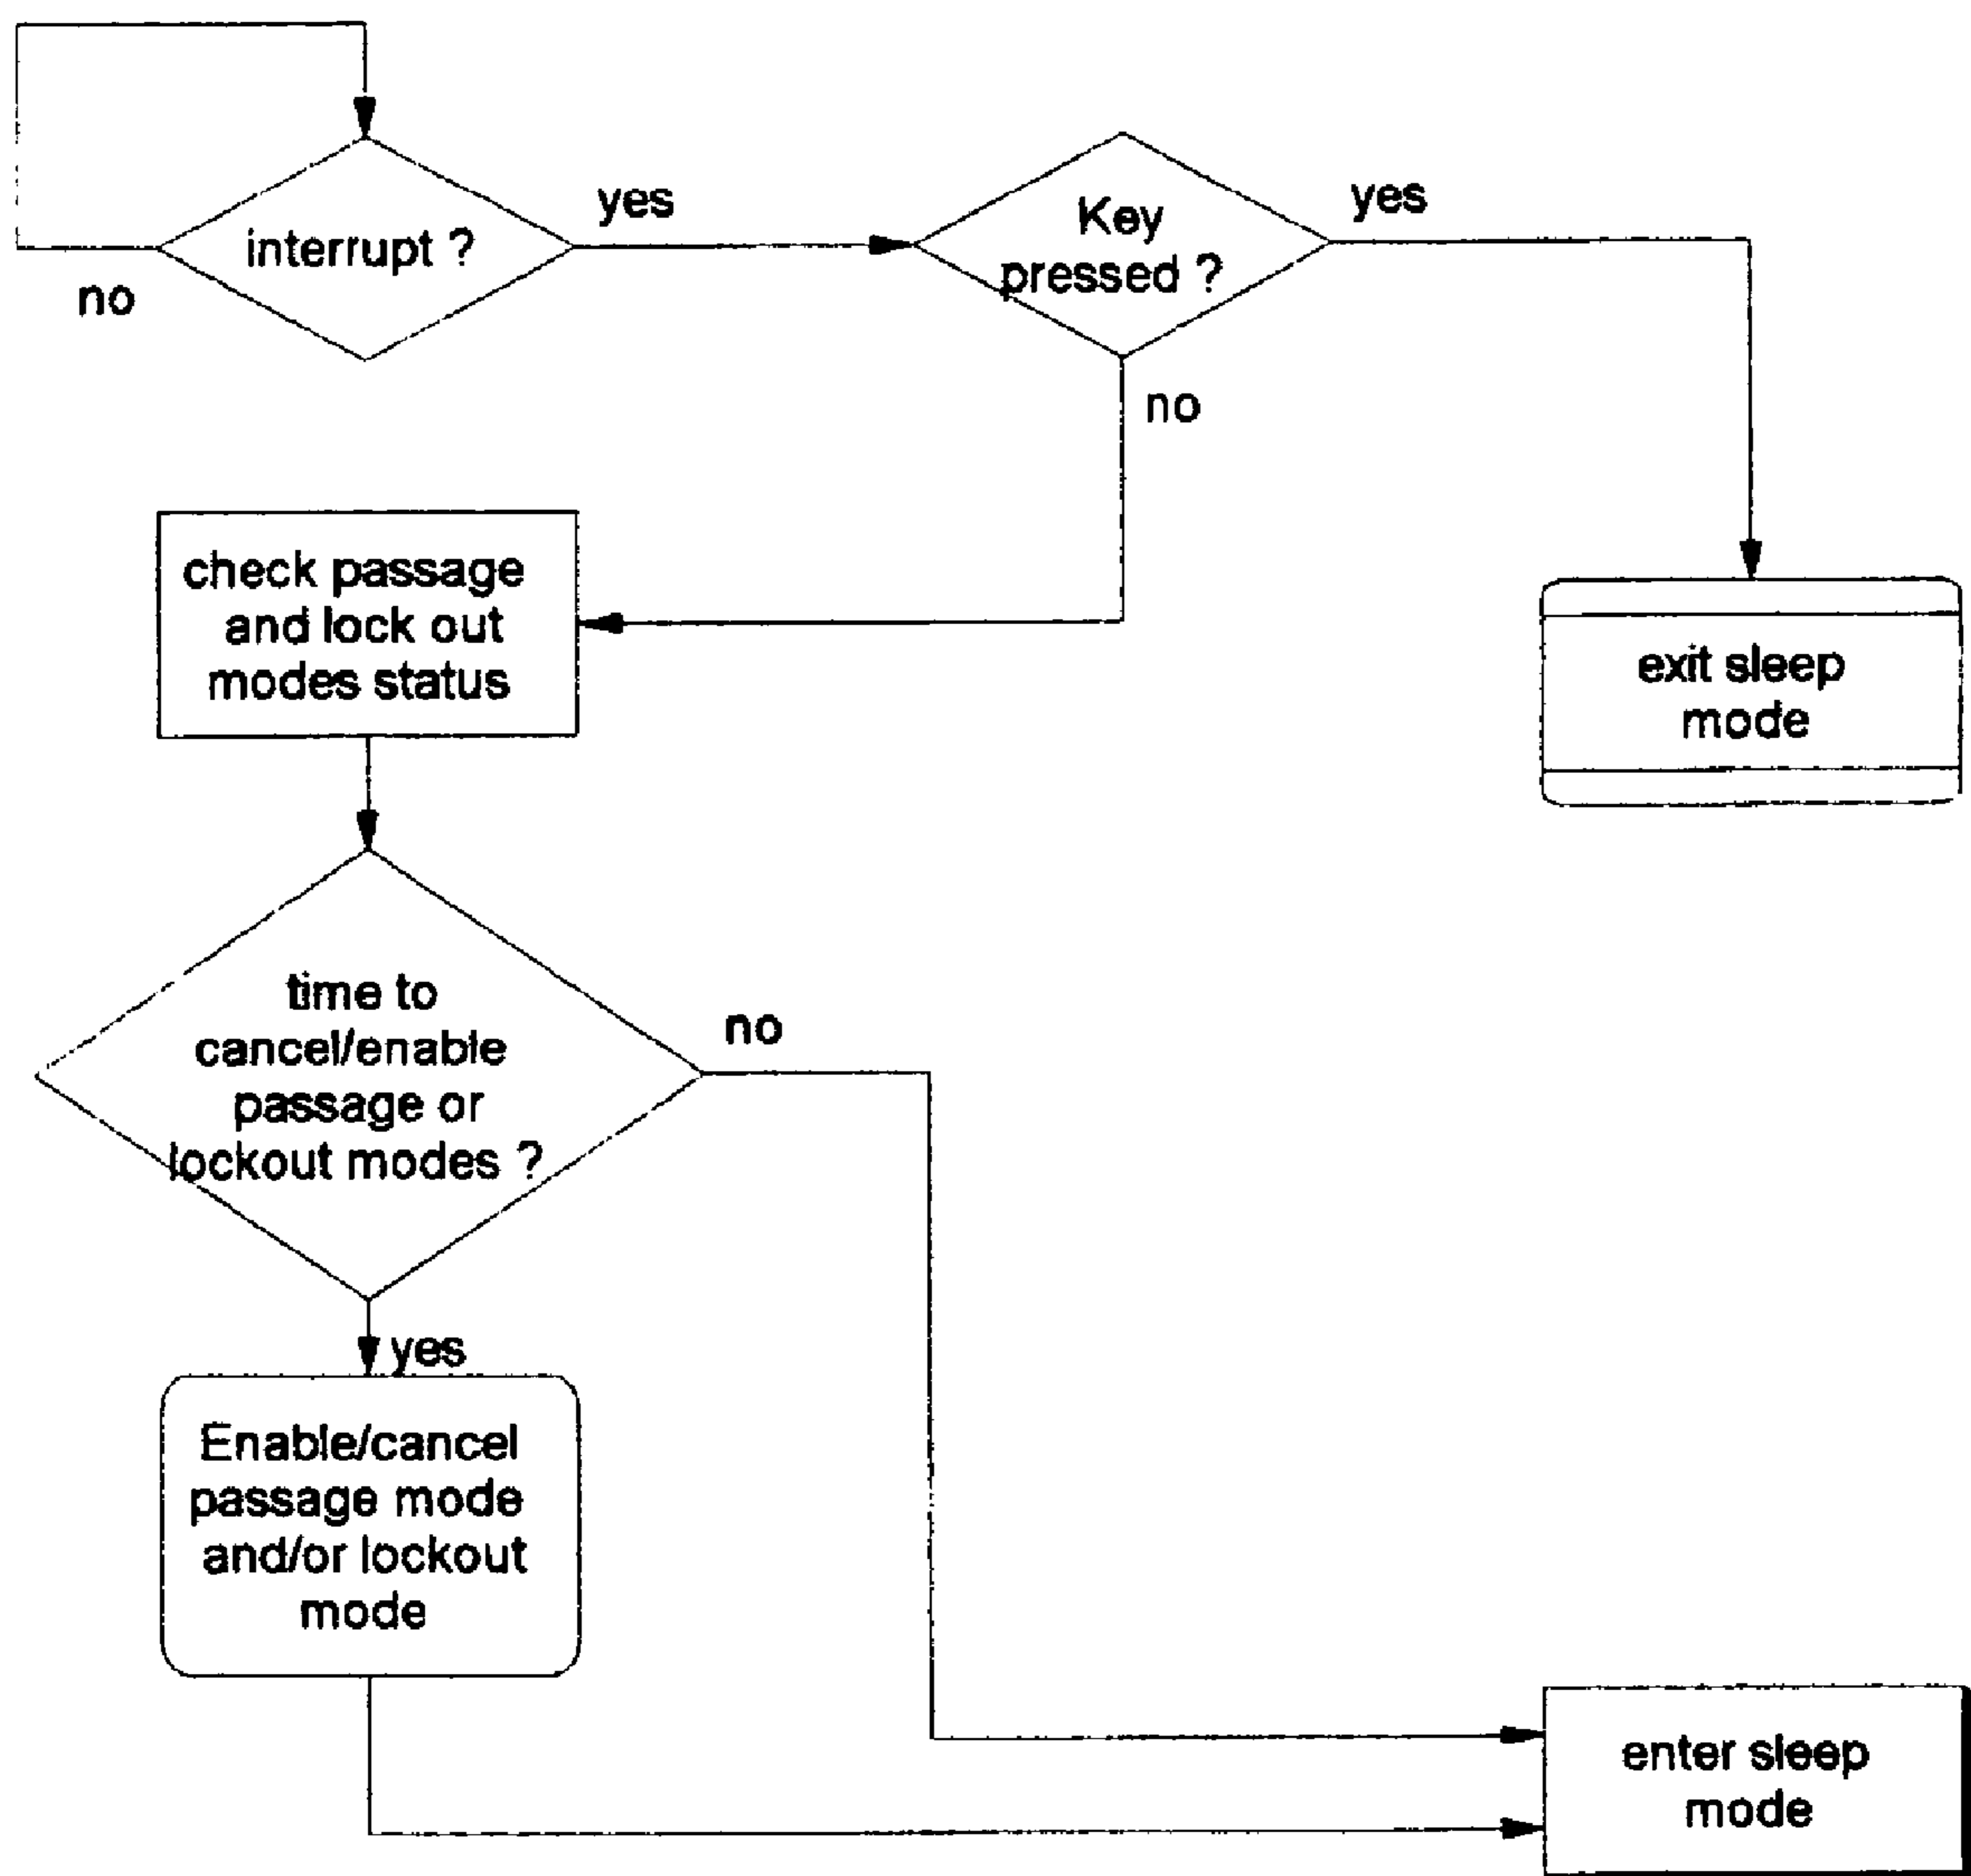 interrupt ?
yes
no
Key
pressed ?
yes
no
check passage
and lock out
modes status
exit sleep
mode
time to
cancel/enable
passage or
lockout modes ?
no
yes
Enable/cancel
passage mode
and/or lockout
mode
enter sleep
mode